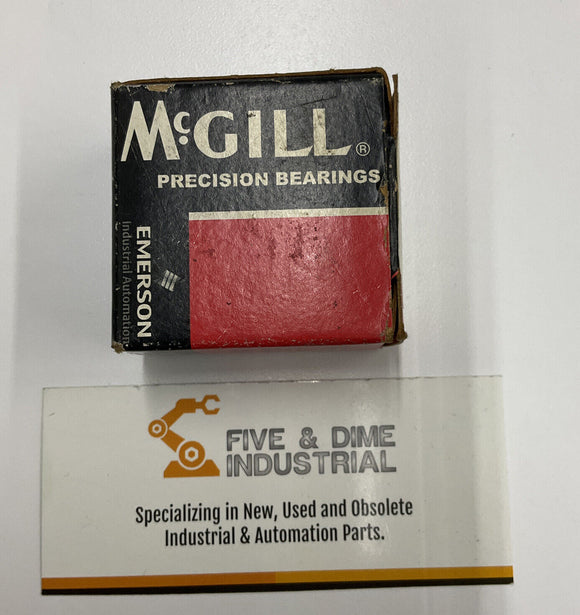 McGILL®
PRECISION BEARINGS
EMERSON
Industrial Automation
FIVE & DIME
INDUSTRIAL
Specializing in New, Used and Obsolete
Industrial & Automation Parts.